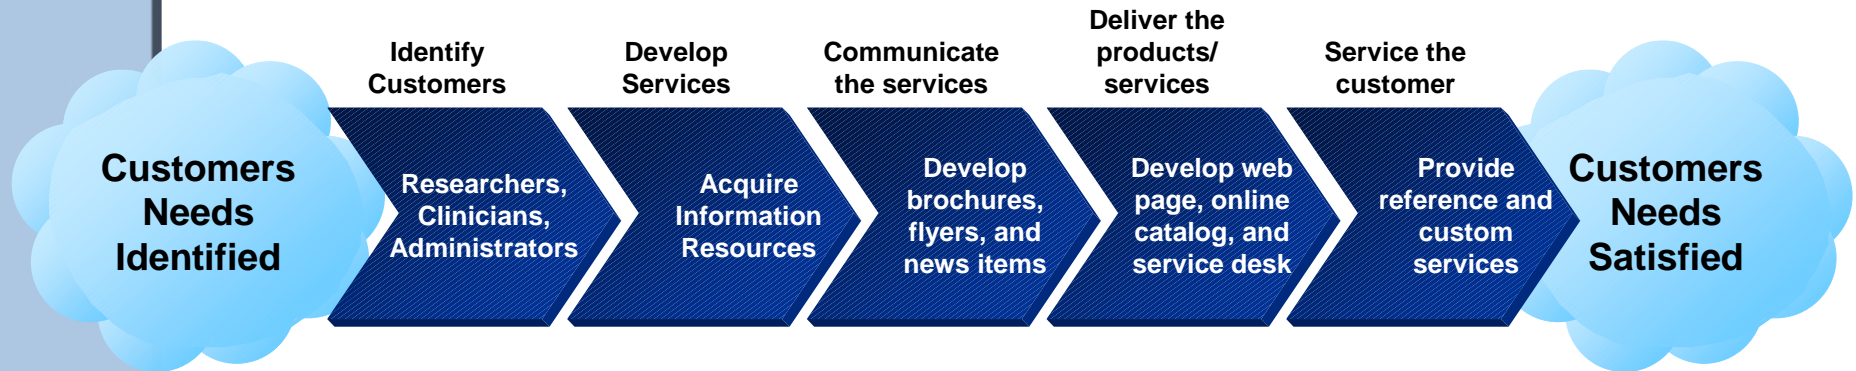 Customers
Needs
Identified
Identify
Customers
Researchers,
Clinicians,
Administrators
Develop
Services
Acquire
Information
Resources
Communicate
the services
Develop
brochures,
flyers, and
news items
Deliver the
products/
services
Develop web
page, online
catalog, and
service desk
Service the
customer
Provide
reference and
custom
services
Customers
Needs
Satisfied